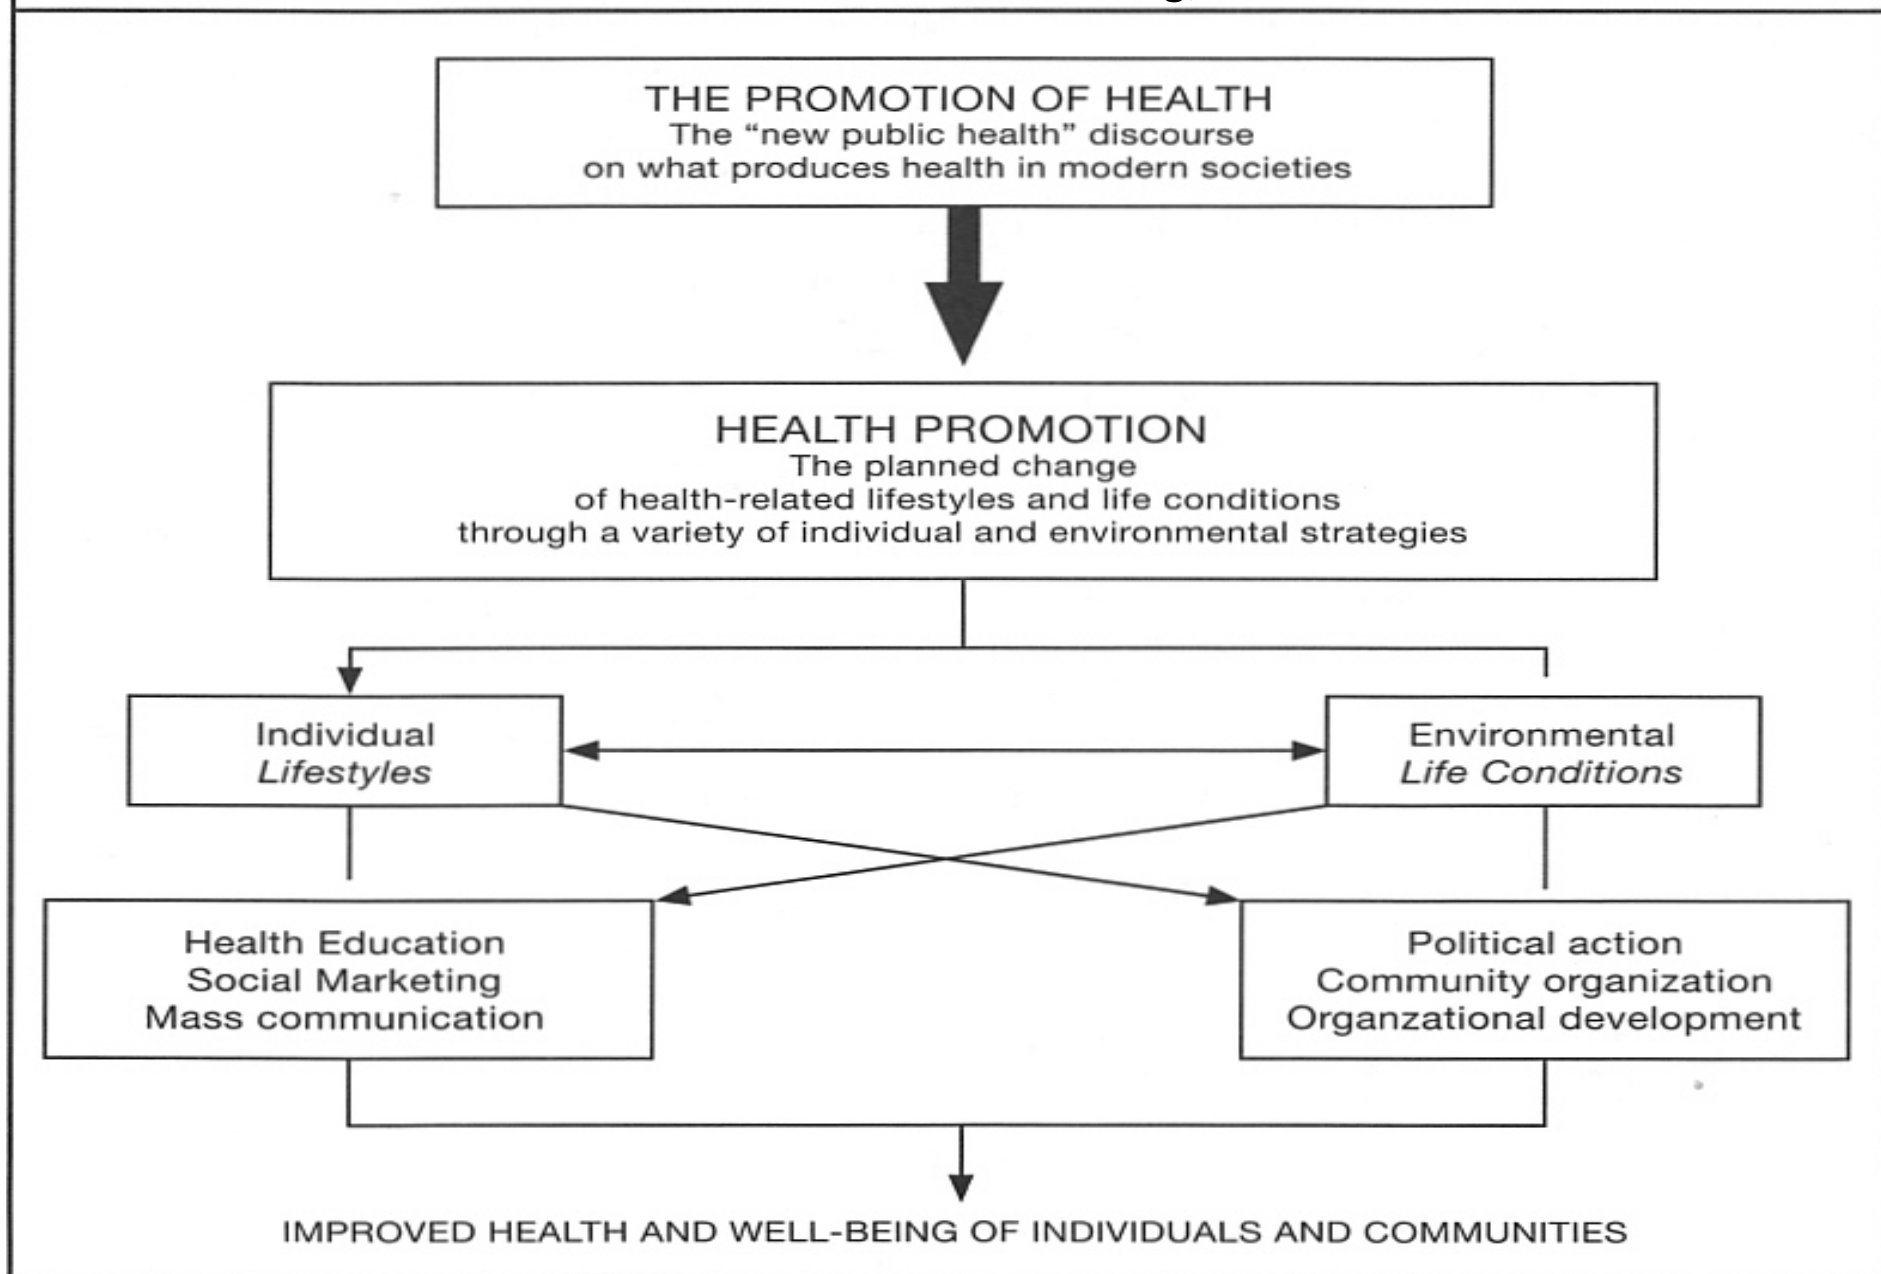 THE PROMOTION OF HEALTH
The “new public health” discourse
on what produces health in modern societies
HEALTH PROMOTION
The planned change
of health-related lifestyles and life conditions
through a variety of individual and environmental strategies
Individual
Lifestyles
Environmental
Life Conditions
Health Education
Social Marketing
Mass communication
Political action
Community organization
Organzational development
IMPROVED HEALTH AND WELL-BEING OF INDIVIDUALS AND COMMUNITIES